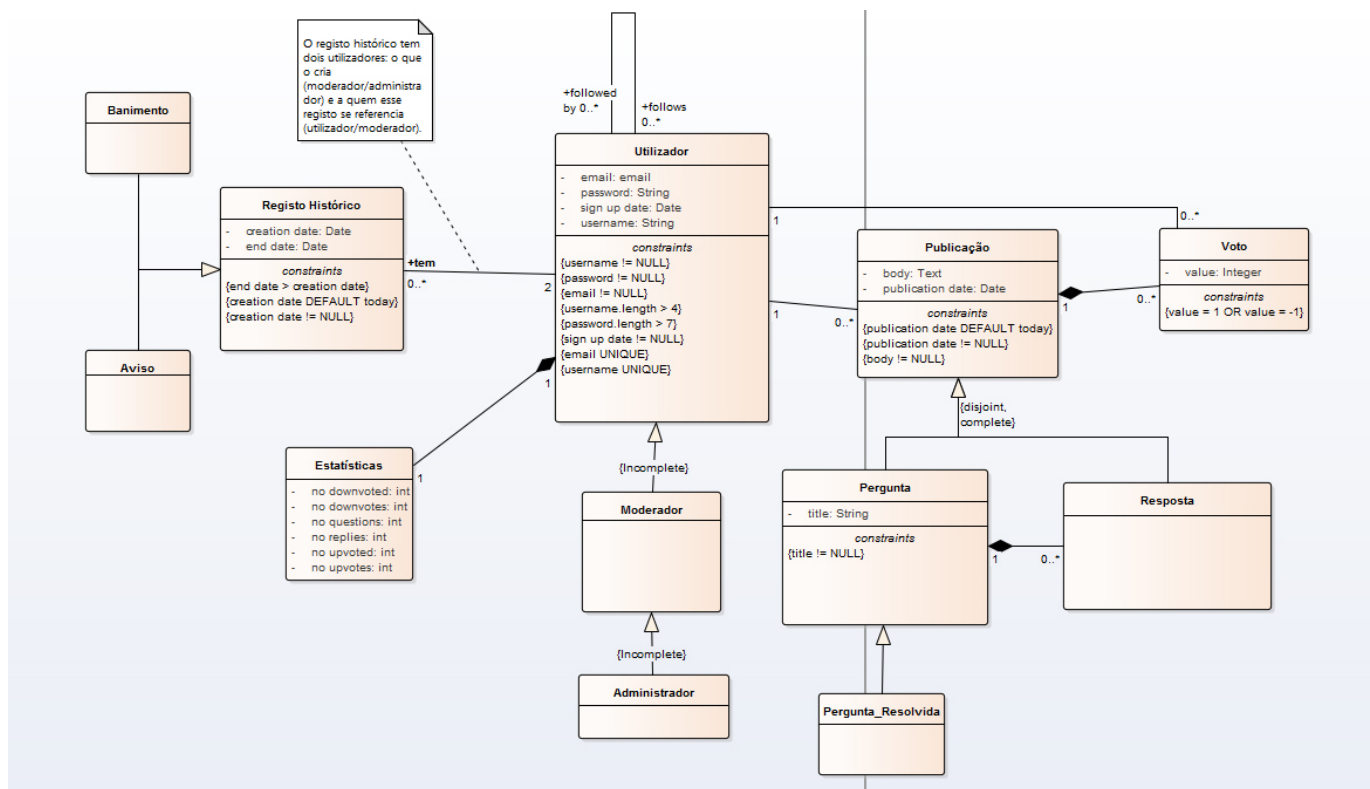 O registo histórico tem
dois utilizadores: o que
o cria
(moderador/administra
dor) e a quem esse
registo se referencia
(utilizador/moderador).
+followed
by 0..*
+follows
0..*
Banimento
Registo Histórico
- creation date: Date
- end date: Date
constraints
{end date > creation date}
{creation date DEFAULT today}
{creation date != NULL}
+tem
0..*
2
Aviso
Utilizador
- email: email
- password: String
- sign up date: Date
- username: String
constraints
{username != NULL}
{password != NULL}
{email != NULL}
{username.length > 4}
{password.length > 7}
{sign up date != NULL}
{email UNIQUE}
{username UNIQUE}
1
0..*
1
0..*
Publicação
- body: Text
- publication date: Date
constraints
{publication date DEFAULT today}
{publication date != NULL}
{body != NULL}
1
0..*
Voto
- value: Integer
constraints
{value = 1 OR value = -1}
1
1
Estatísticas
- no downvoted: int
- no downvotes: int
- no questions: int
- no replies: int
- no upvoted: int
- no upvotes: int
{Incomplete}
Moderador
{Incomplete}
Administrador
{disjoint,
complete}
Pergunta
- title: String
constraints
{title != NULL}
1
0..*
Resposta
Pergunta_Resolvida